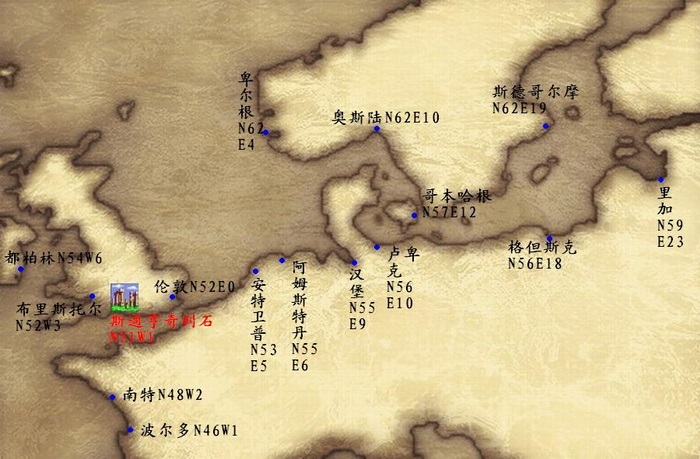 卑尔根
N62
E4
奥斯陆N62E10
斯德哥尔摩
N62E19
哥本哈根
N57E12
里加
N59
E23
都柏林N54W6
布里斯托尔
N52W3
伦敦N52E0
斯通亨奇列石
N51W1
安特卫普
N53
E5
阿姆斯特丹
N55
E6
汉堡
N55
E9
卢卑
克
N56
E10
格但斯克
N56E18
南特N48W2
波尔多N46W1